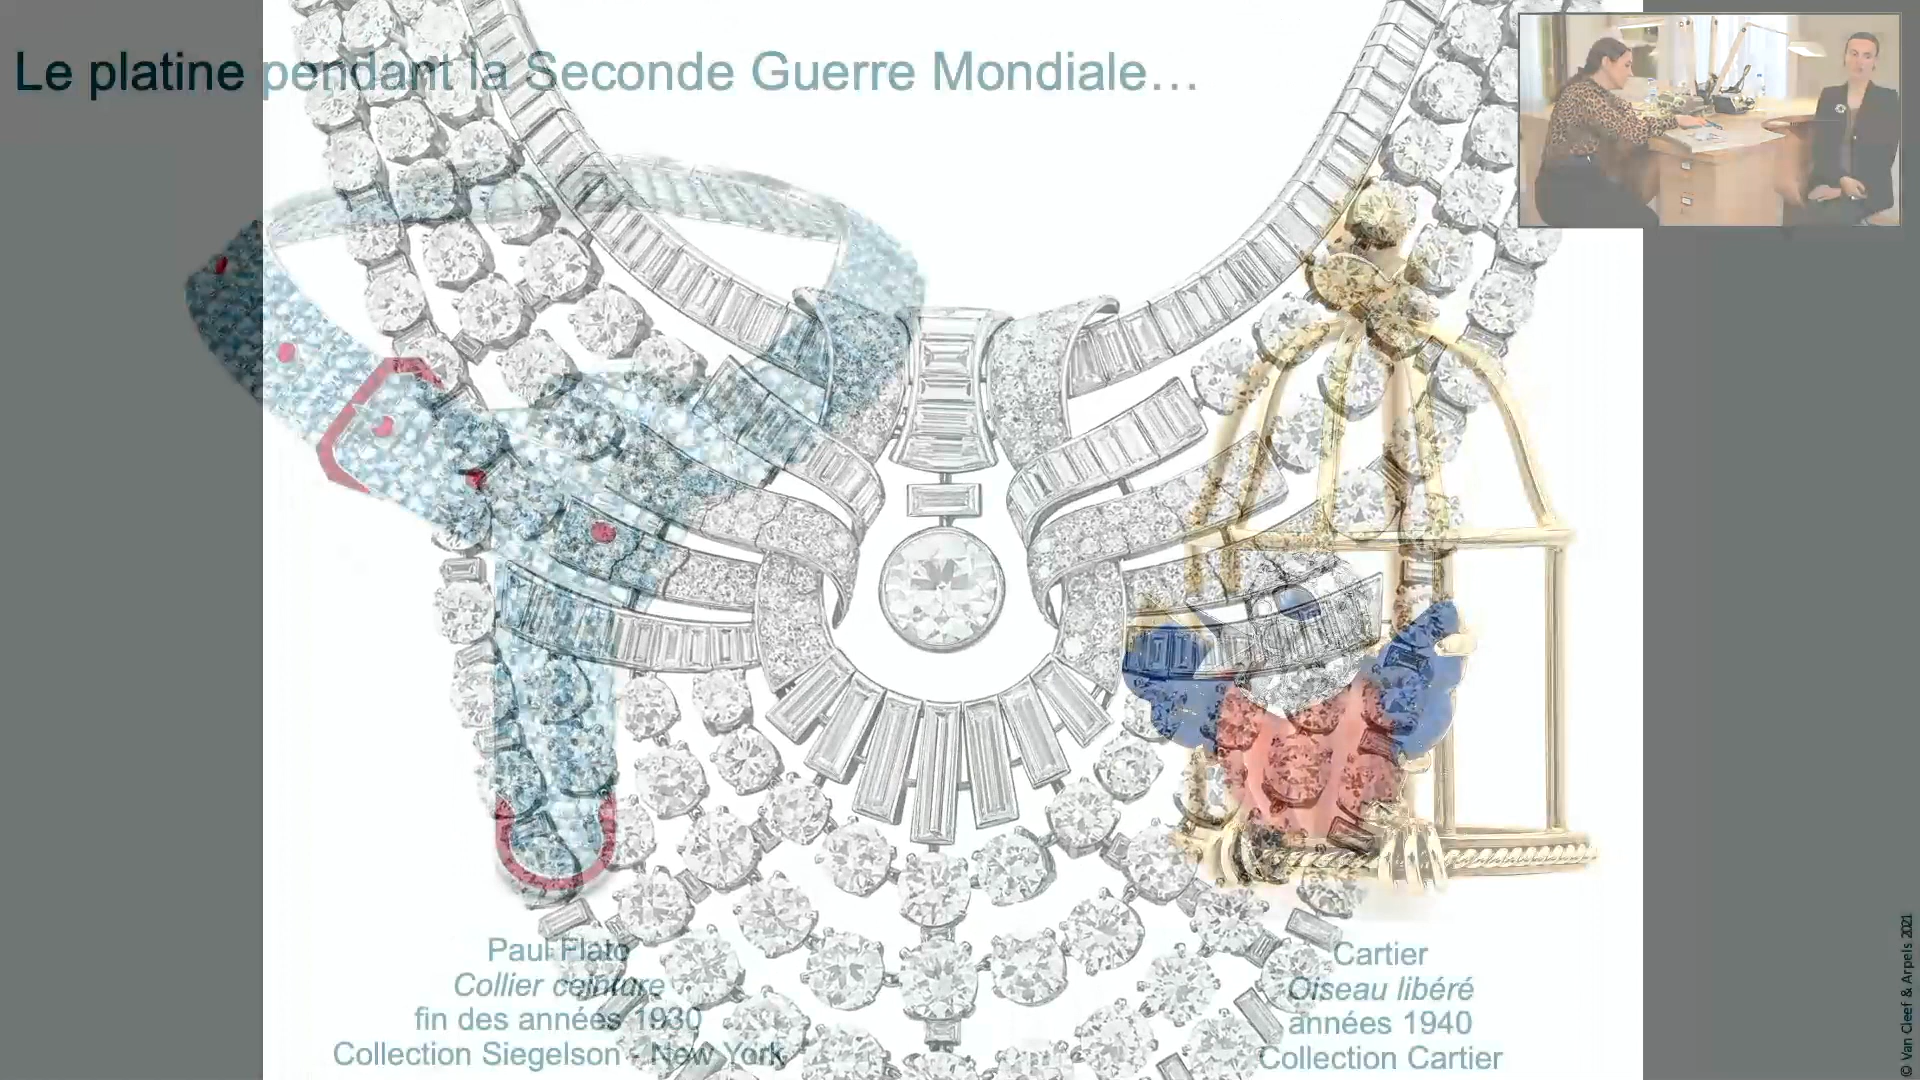 Le platine pendant la Seconde Guerre Mondiale…
Paul Flato
Collier ceinture
fin des années 1930
Collection Siegelson - New York
Cartier
Oiseau libéré
années 1940
Collection Cartier
© Van Cleef & Arpels 2021